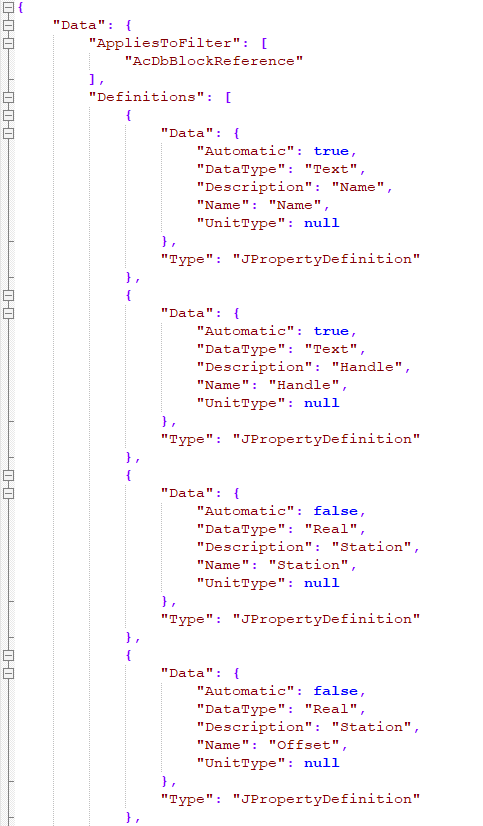 {
"Data": {
"AppliesToFilter": [
"AcDbBlockReference"
],
"Definitions": [
{
"Data": {
"Automatic": true,
"DataType": "Text",
"Description": "Name",
"Name": "Name",
"UnitType": null
},
"Type": "JPropertyDefinition"
},
{
"Data": {
"Automatic": true,
"DataType": "Text",
"Description": "Handle",
"Name": "Handle",
"UnitType": null
},
"Type": "JPropertyDefinition"
},
{
"Data": {
"Automatic": false,
"DataType": "Real",
"Description": "Station",
"Name": "Station",
"UnitType": null
},
"Type": "JPropertyDefinition"
},
{
"Data": {
"Automatic": false,
"DataType": "Real",
"Description": "Station",
"Name": "Offset",
"UnitType": null
},
"Type": "JPropertyDefinition"
},